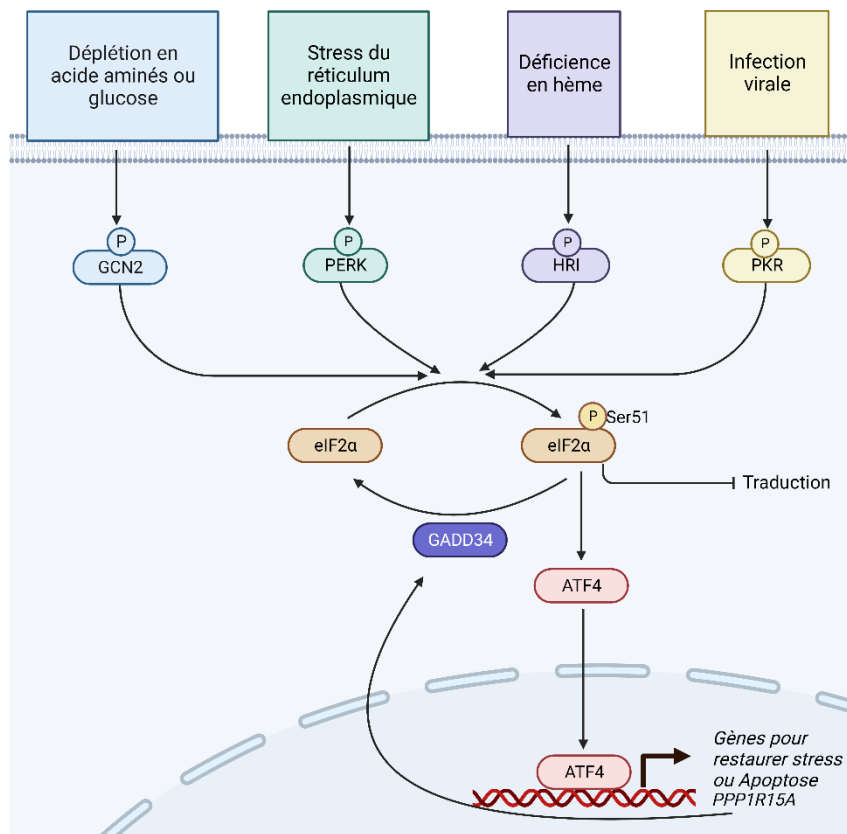 Déplétion en
acide aminés ou
glucose
Stress du
réticulum
endoplasmique
Déficience
en hème
Infection
virale
P
GCN2
P
PERK
P
HRI
P
PKR
eIF2α
P
Ser51
eIF2α
Traduction
GADD34
ATF4
ATF4
Gènes pour
restaurer stress
ou Apoptose
PPP1R15A